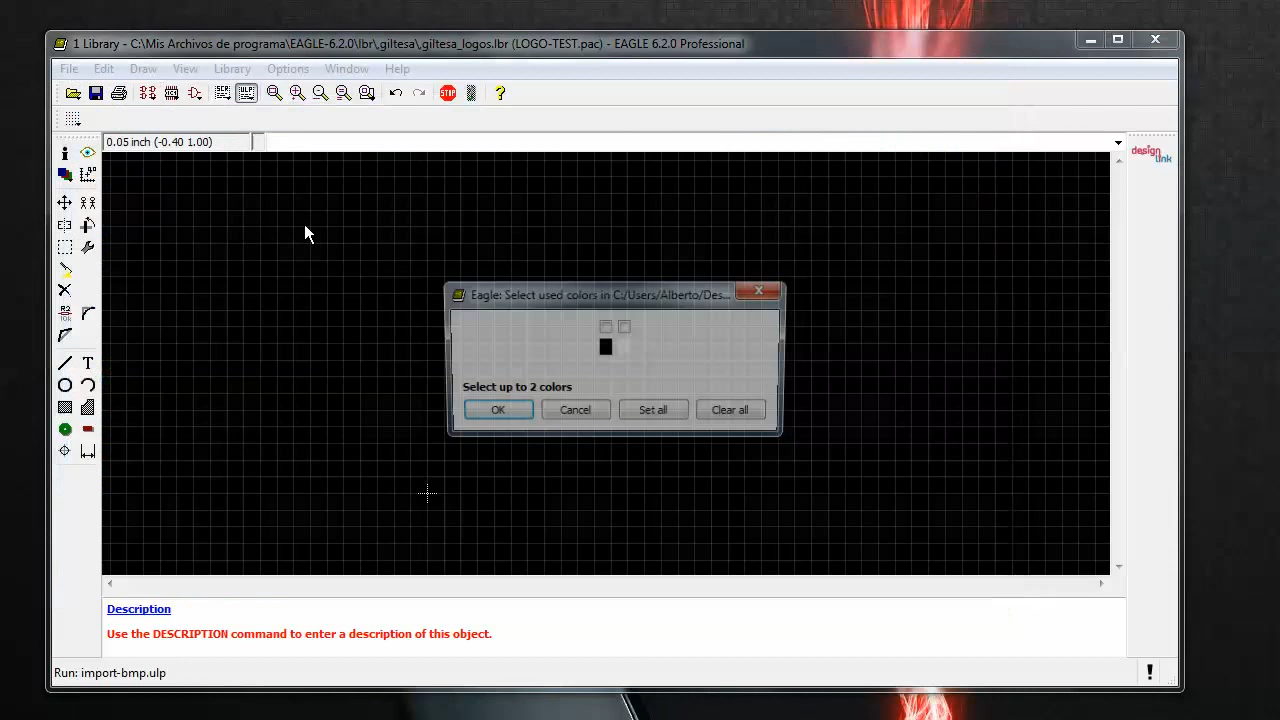 1 Library - C:\Mis Archivos de programa\EAGLE-6.2.0\lbr\.giltesa\.giltesa_logos.lbr (LOGO-TEST.pac) - EAGLE 6.2.0 Professional
File Edit Draw View Library Options Window Help
SCR ULP STOP ?
0.05 inch (-0.40 1.00)
design link
Eagle: Select used colors in C:/Users/Alberto/Des...
Select up to 2 colors
OK Cancel Set all Clear all
Description
Use the DESCRIPTION command to enter a description of this object.
Run: import-bmp.ulp